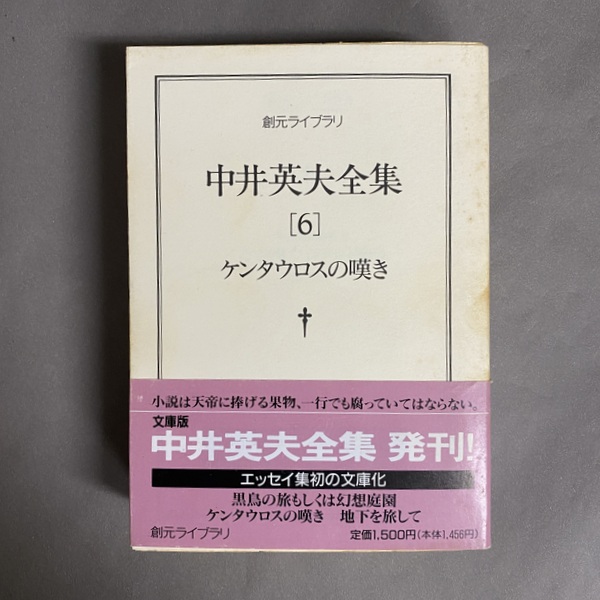 創元ライブラリ
中井英夫全集
[6]
ケンタウロスの嘆き
†
小説は天帝に捧げる果物、一行でも腐っていてはならない。
文庫版
中井英夫全集 発刊!
エッセイ集初の文庫化
黒鳥の旅もしくは幻想庭園
ケンタウロスの嘆き 地下を旅して
創元ライブラリ
定価1,500円(本体1,456円)